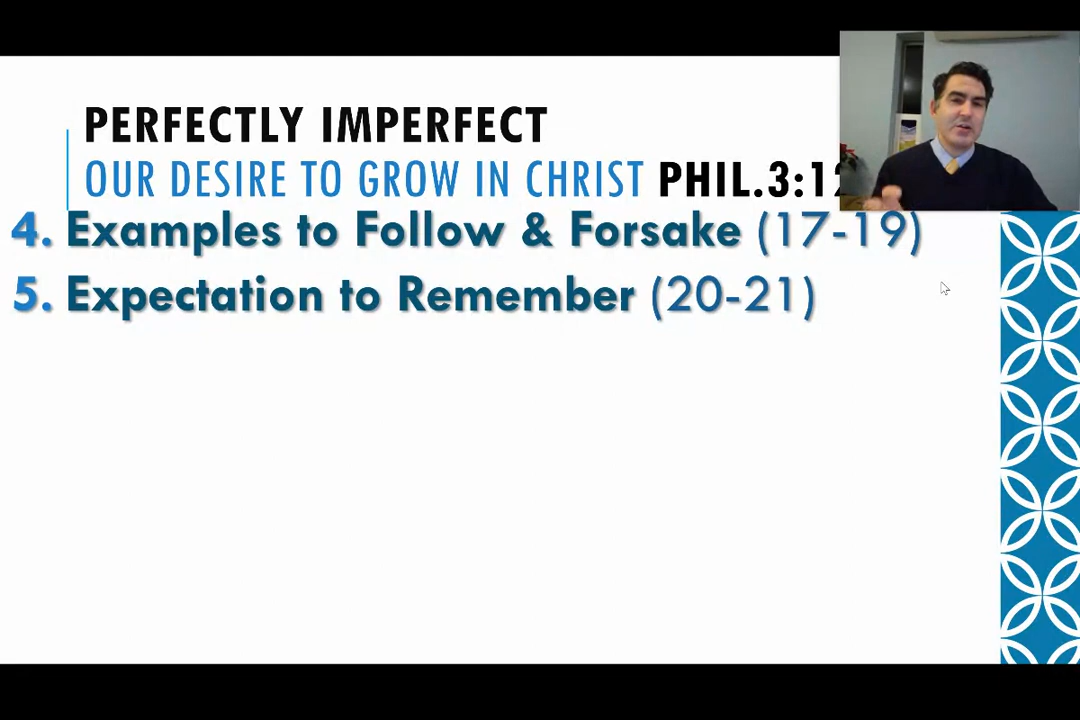 PERFECTLY IMPERFECT
OUR DESIRE TO GROW IN CHRIST PHIL.3:12
4. Examples to Follow & Forsake (17-19)
5. Expectation to Remember (20-21)